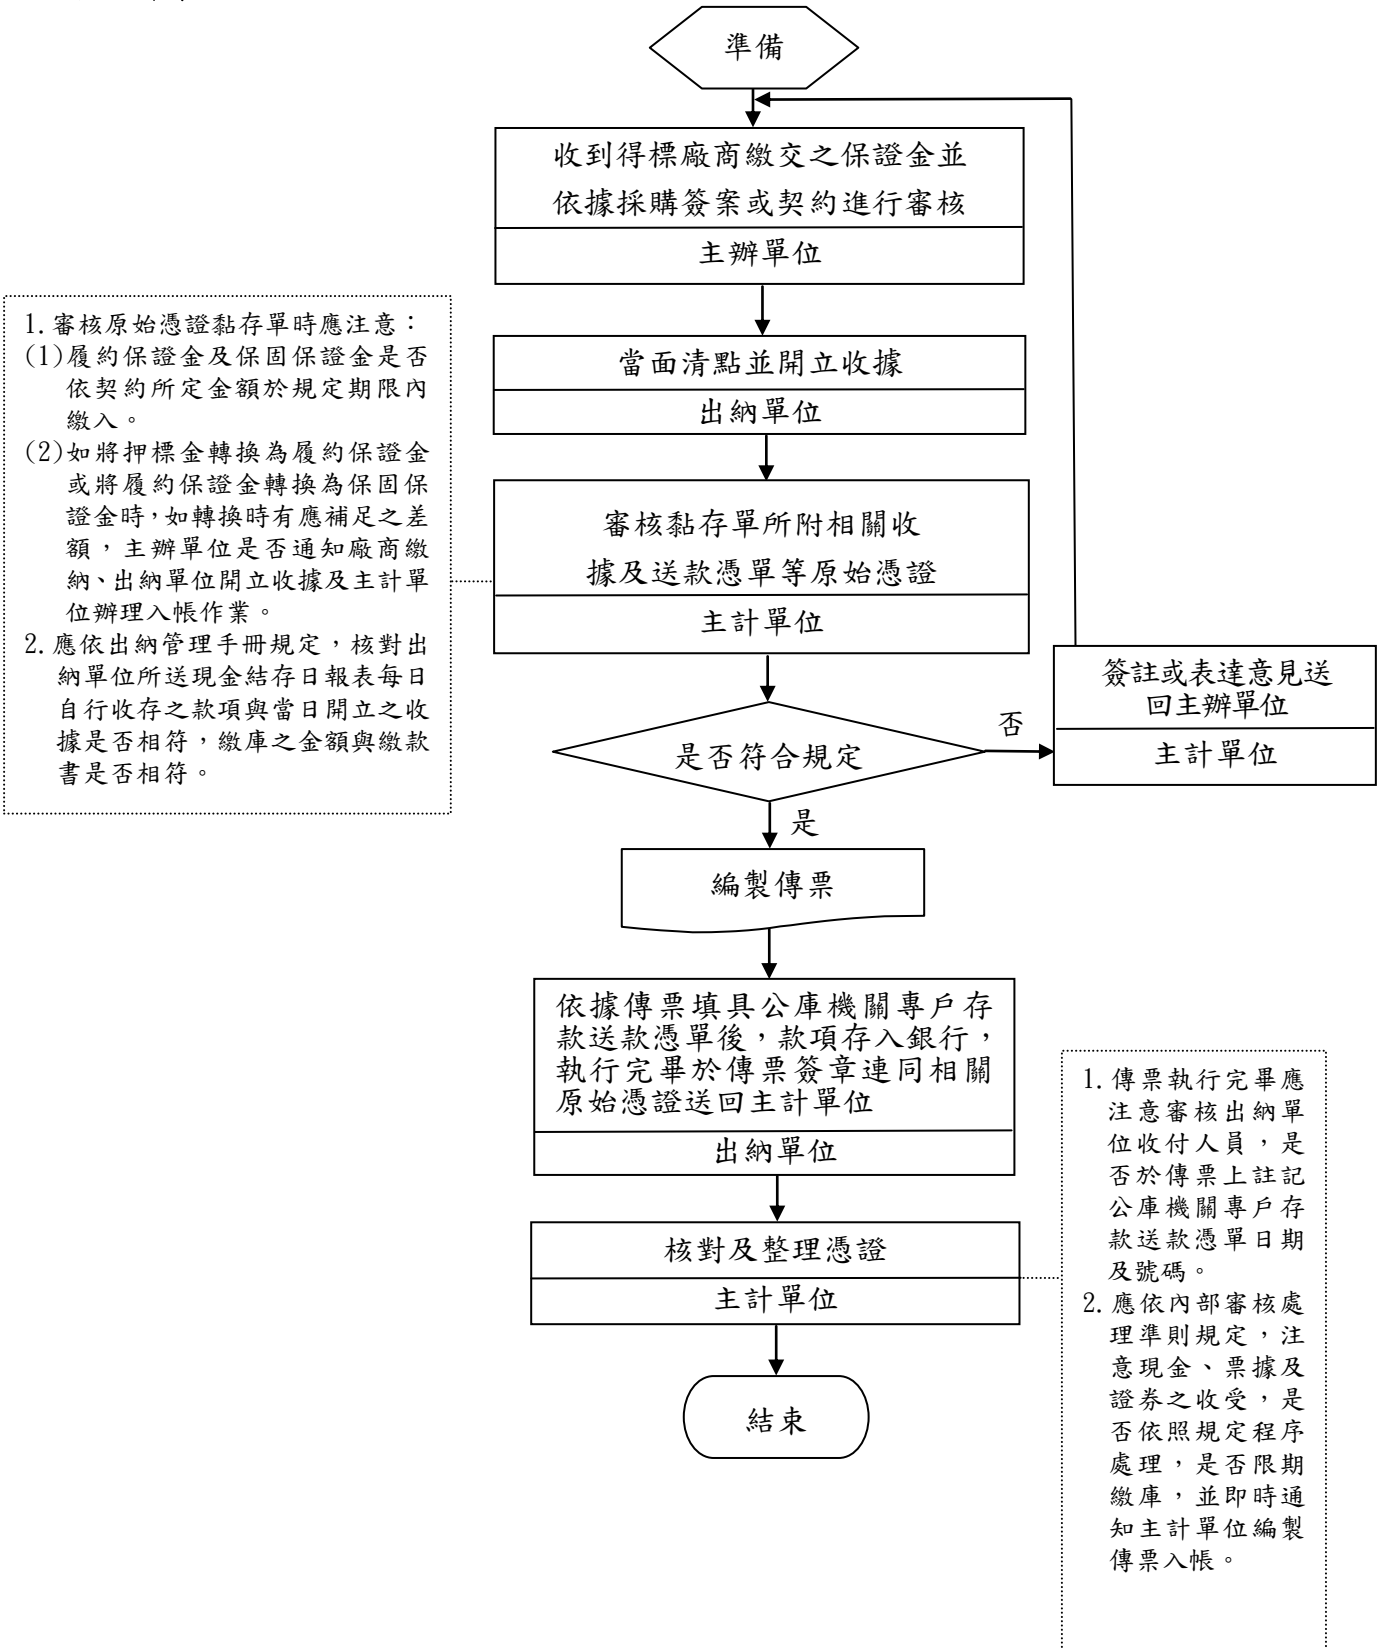 準備
收到得標廠商繳交之保證金並
依據採購簽案或契約進行審核
主辦單位
當面清點並開立收據
出納單位
1.審核原始憑證黏存單時應注意：
(1)履約保證金及保固保證金是否
依契約所定金額於規定期限內
繳入。
(2)如將押標金轉換為履約保證金
或將履約保證金轉換為保固保
證金時，如轉換時有應補足之差
額，主辦單位是否通知廠商繳
納、出納單位開立收據及主計單
位辦理入帳作業。
2.應依出納管理手冊規定，核對出
納單位所送現金結存日報表每日
自行收存之款項與當日開立之收
據是否相符，繳庫之金額與繳款
書是否相符。
審核黏存單所附相關收
據及送款憑單等原始憑證
主計單位
是否符合規定
否
簽註或表達意見送
回主辦單位
主計單位
是
編製傳票
依據傳票填具公庫機關專戶存
款送款憑單後，款項存入銀行，
執行完畢於傳票簽章連同相關
原始憑證送回主計單位
出納單位
核對及整理憑證
主計單位
1.傳票執行完畢應
注意審核出納單
位收付人員，是
否於傳票上註記
公庫機關專戶存
款送款憑單日期
及號碼。
2.應依內部審核處
理準則規定，注
意現金、票據及
證券之收受，是
否依照規定程序
處理，是否限期
繳庫，並即時通
知主計單位編製
傳票入帳。
結束